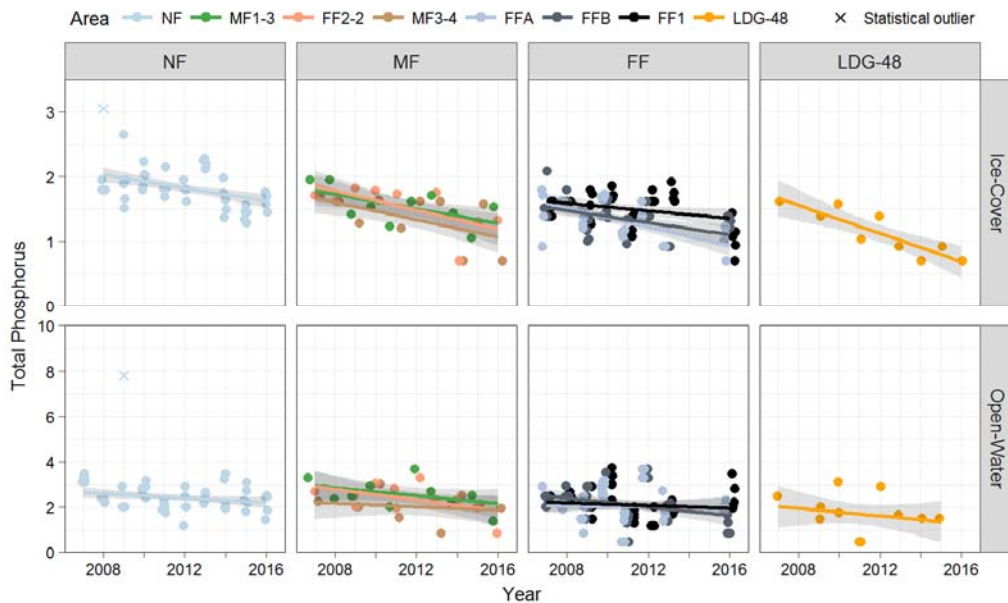 Area NF MF1-3 FF2-2 MF3-4 FFA FFB FF1 LDG-48 × Statistical outlier
NF MF FF LDG-48
3
2
1
0
Ice-Cover
Total Phosphorus
10
8
6
4
2
0
Open-Water
2008 2012 2016 2008 2012 2016 2008 2012 2016 2008 2012 2016
Year